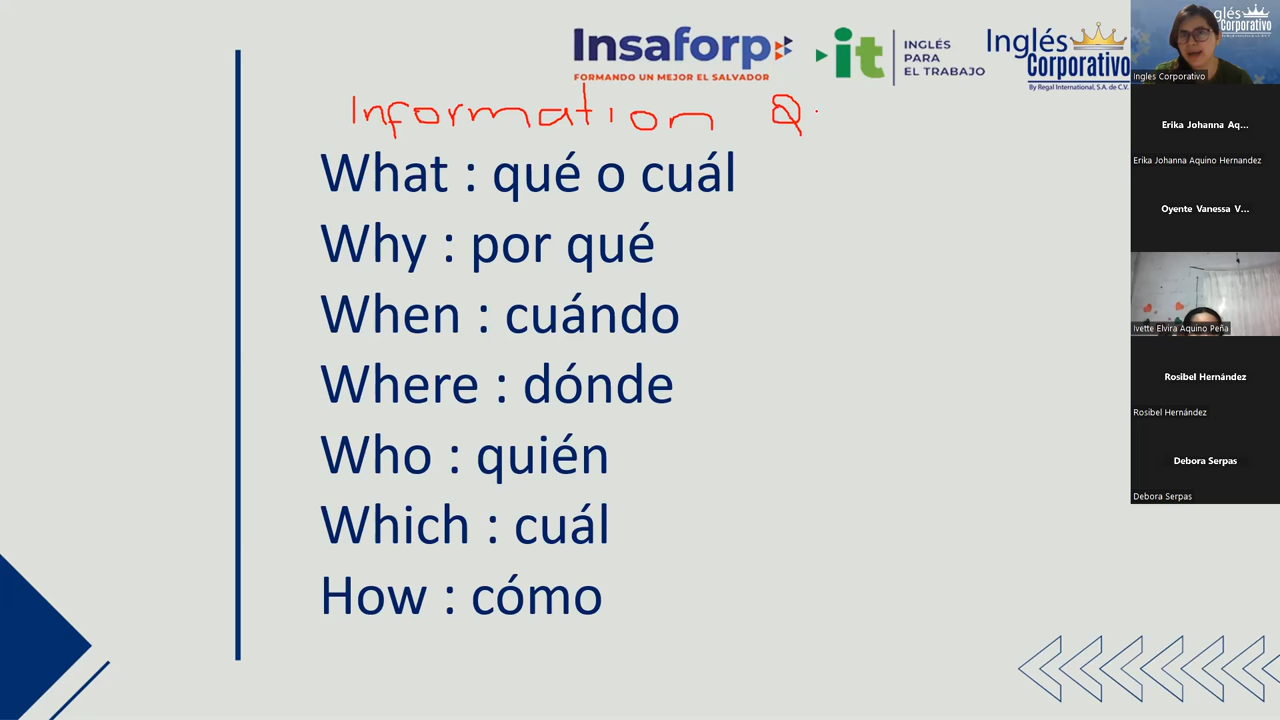 Insaforp
FORMANDO UN MEJOR EL SALVADOR
it
INGLÉS
PARA
EL TRABAJO
Inglés
Corporativo
By Regal International, S.A. de C.V.
Information Q
What : qué o cuál
Why : por qué
When : cuándo
Where : dónde
Who : quién
Which : cuál
How : cómo
glés
Corporativo
Ingles Corporativo
Erika Johanna Aq...
Erika Johanna Aquino Hernandez
Oyente Vanessa V...
Ivette Elvira Aquino Peña
Rosibel Hernández
Rosibel Hernández
Debora Serpas
Debora Serpas